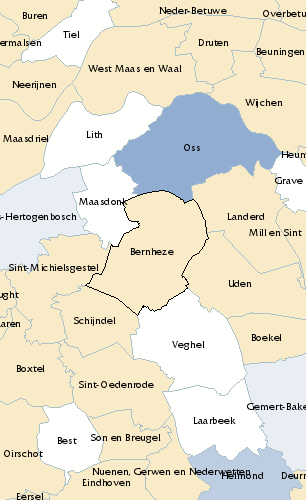 Buren
Neder-Betuwe
Overbetu
Tiel
ermalsen
Druten
Beuningen
West Maas en Waal
Neerijnen
Wijchen
Lith
Maasdriel
Oss
Heum
Grave
Maasdonk
s-Hertogenbosch
Landerd
Mill en Sint
Bernheze
Sint-Michielsgestel
Uden
ught
Schijndel
aren
Boekel
Veghel
Boxtel
Sint-Oedenrode
Gemert-Bake
Laarbeek
Best
Son en Breugel
Oirschot
Nuenen, Gerwen en Nederwetten
Helmond
Deurn
Eindhoven
Eersel